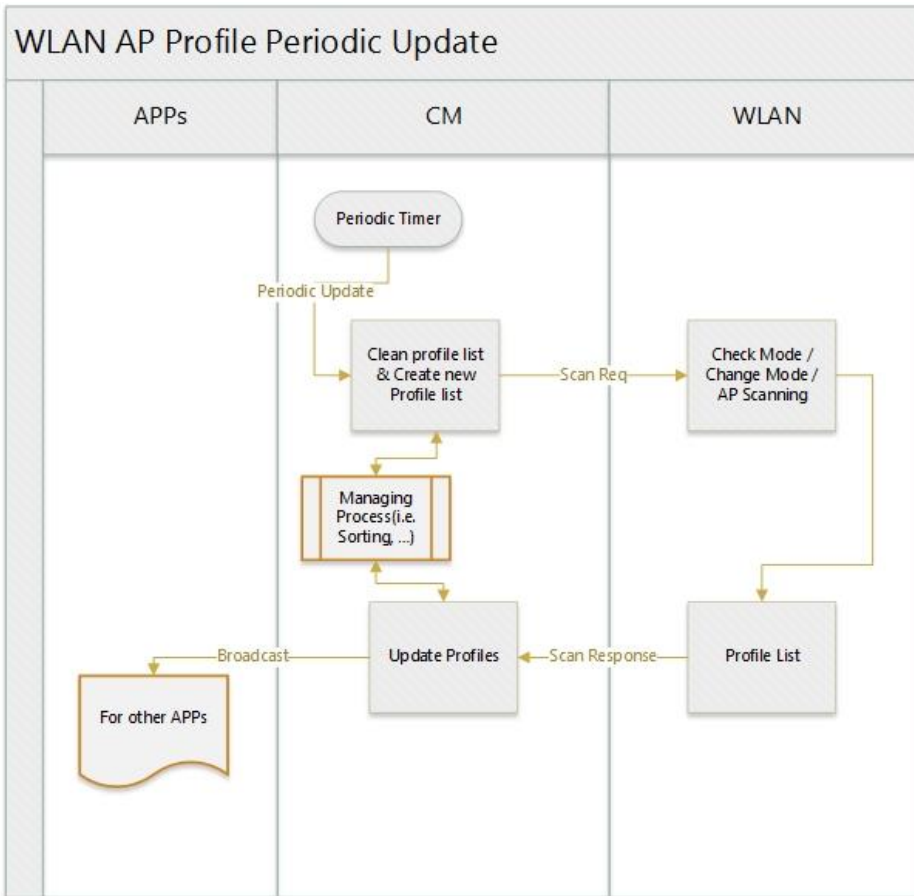 WLAN AP Profile Periodic Update
APPs
CM
WLAN
Periodic Timer
Periodic Update
Clean profile list
& Create new
Profile list
Scan Req
Check Mode /
Change Mode /
AP Scanning
Managing
Process(i.e.
Sorting, ...)
Broadcast
Update Profiles
Scan Response
Profile List
For other APPs